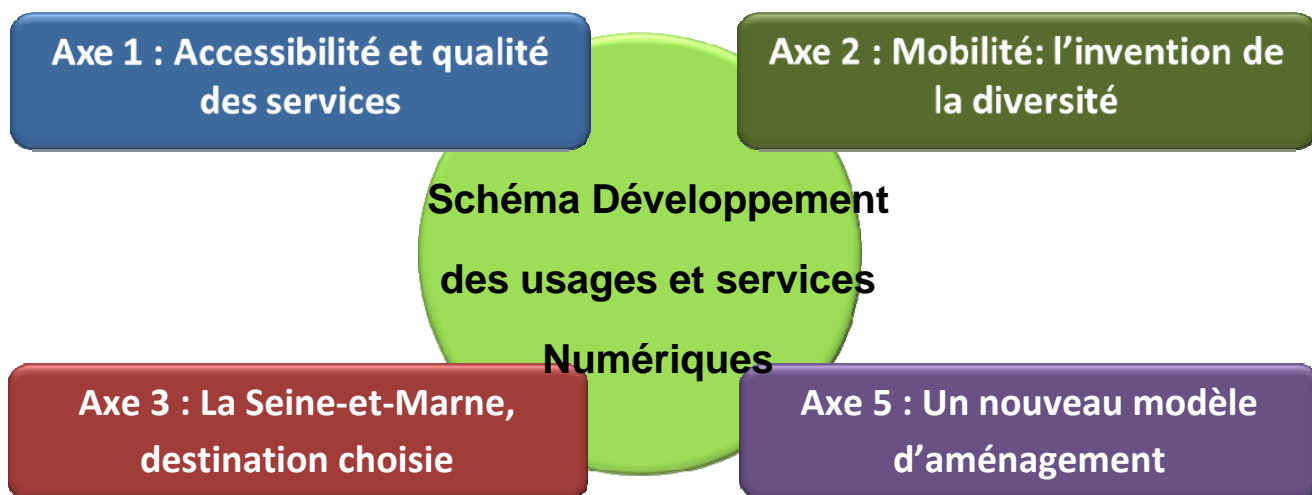 Axe 1 : Accessibilité et qualité
des services
Axe 2 : Mobilité: l’invention de
la diversité
Schéma Développement
des usages et services
Numériques
Axe 3 : La Seine-et-Marne,
destination choisie
Axe 5 : Un nouveau modèle
d’aménagement